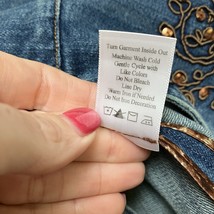 Turn Garment Inside Out
Machine Wash Cold
Gentle Cycle with
Like Colors
Do Not Bleach
Line Dry
Warm Iron if Needed
Do Not Iron Decoration